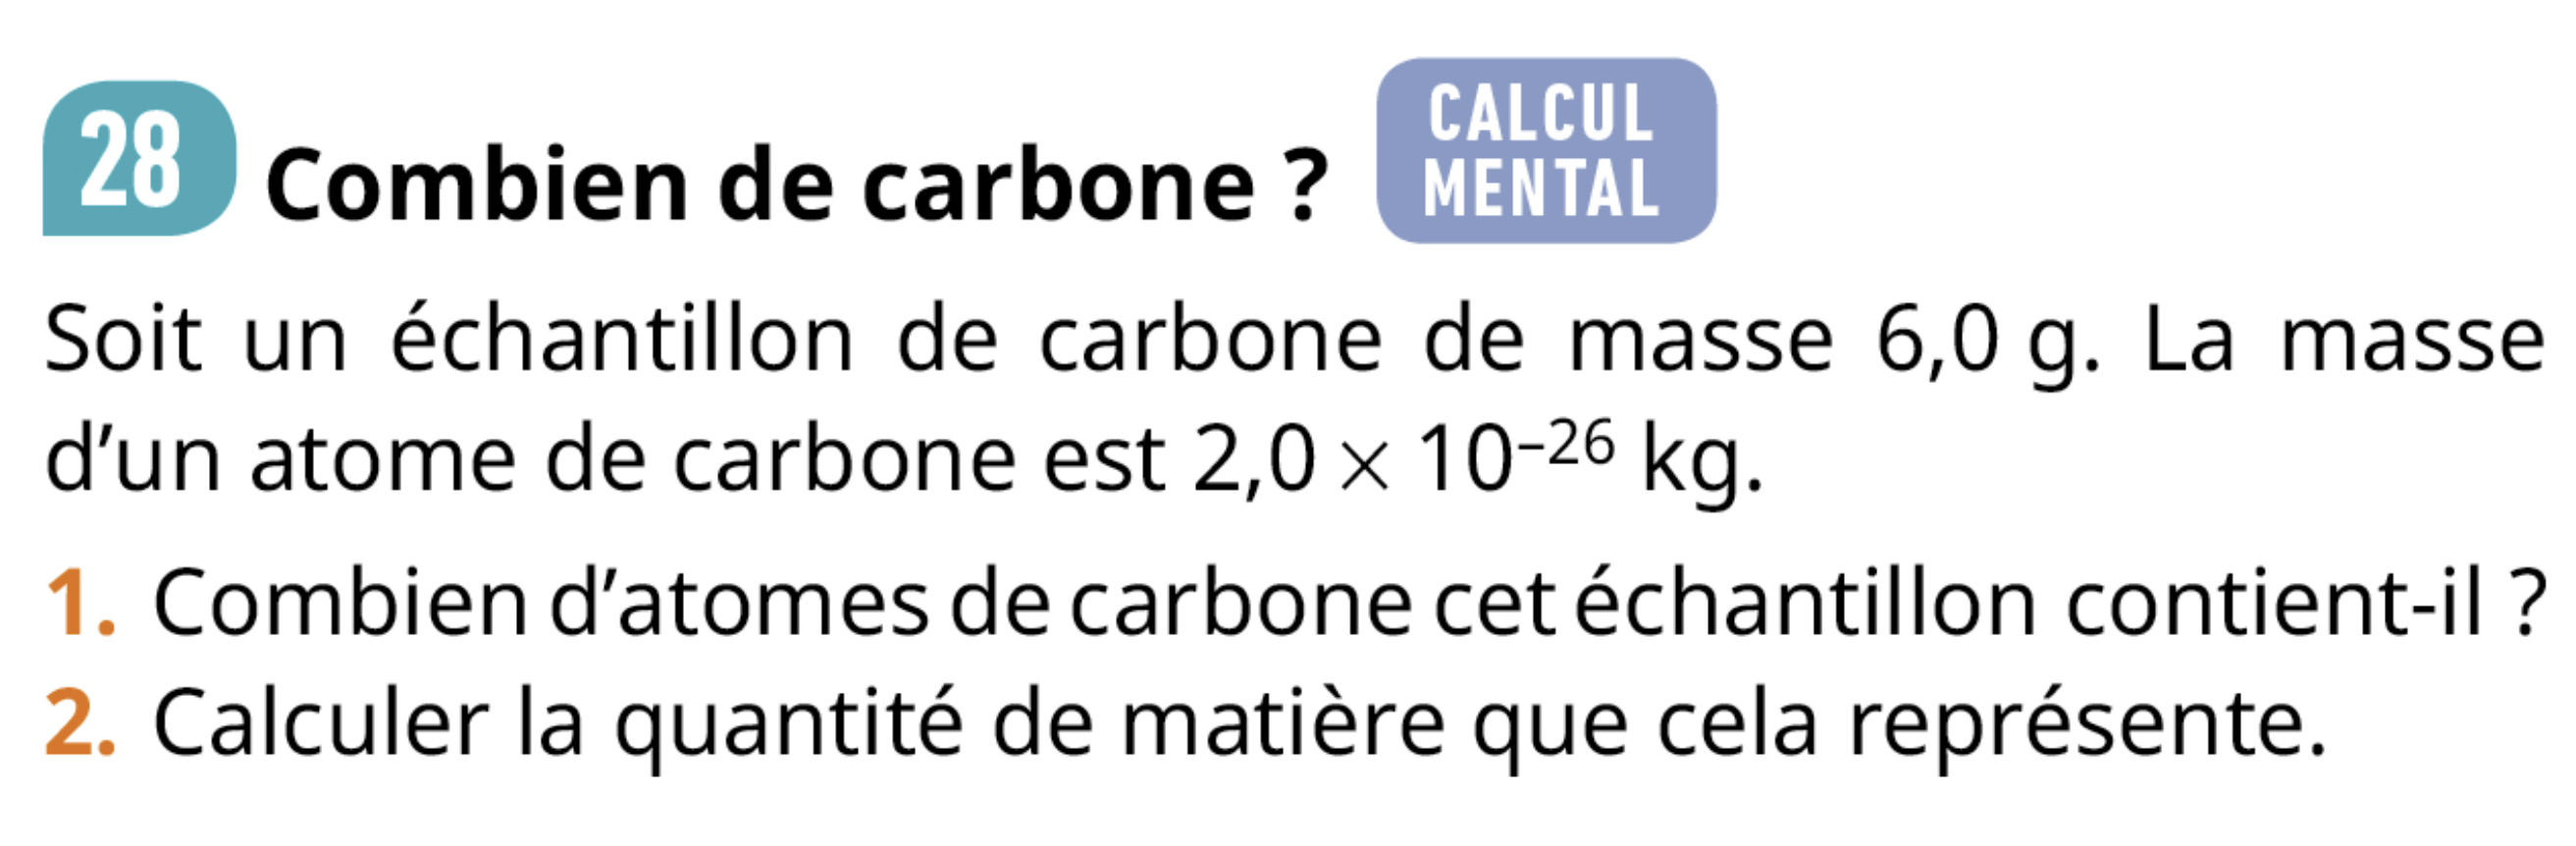 28 Combien de carbone ? CALCUL MENTAL
Soit un échantillon de carbone de masse 6,0 g. La masse
d’un atome de carbone est 2,0 × 10⁻²⁶ kg.
1. Combien d’atomes de carbone cet échantillon contient-il ?
2. Calculer la quantité de matière que cela représente.